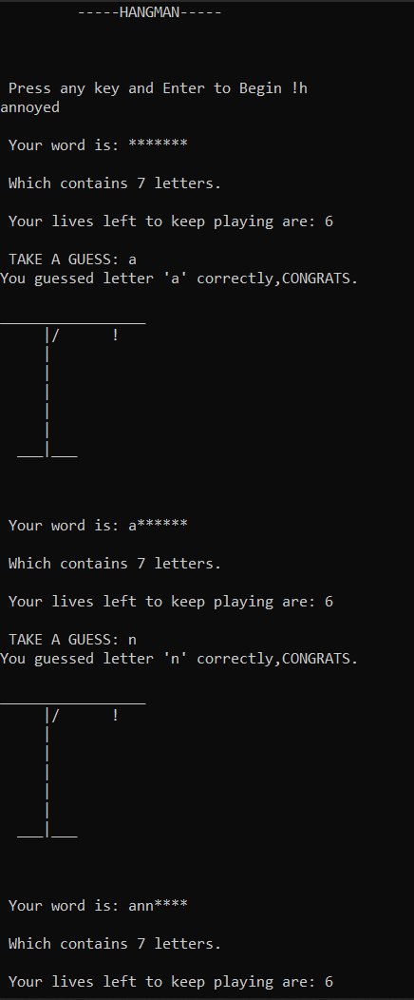 -----HANGMAN-----
Press any key and Enter to Begin !h
annoyed
Your word is: *******
Which contains 7 letters.
Your lives left to keep playing are: 6
TAKE A GUESS: a
You guessed letter 'a' correctly,CONGRATS.
_________________
     |/      !
     |
     |
     |
     |
     |
  ___|___
Your word is: a******
Which contains 7 letters.
Your lives left to keep playing are: 6
TAKE A GUESS: n
You guessed letter 'n' correctly,CONGRATS.
_________________
     |/      !
     |
     |
     |
     |
     |
  ___|___
Your word is: ann****
Which contains 7 letters.
Your lives left to keep playing are: 6